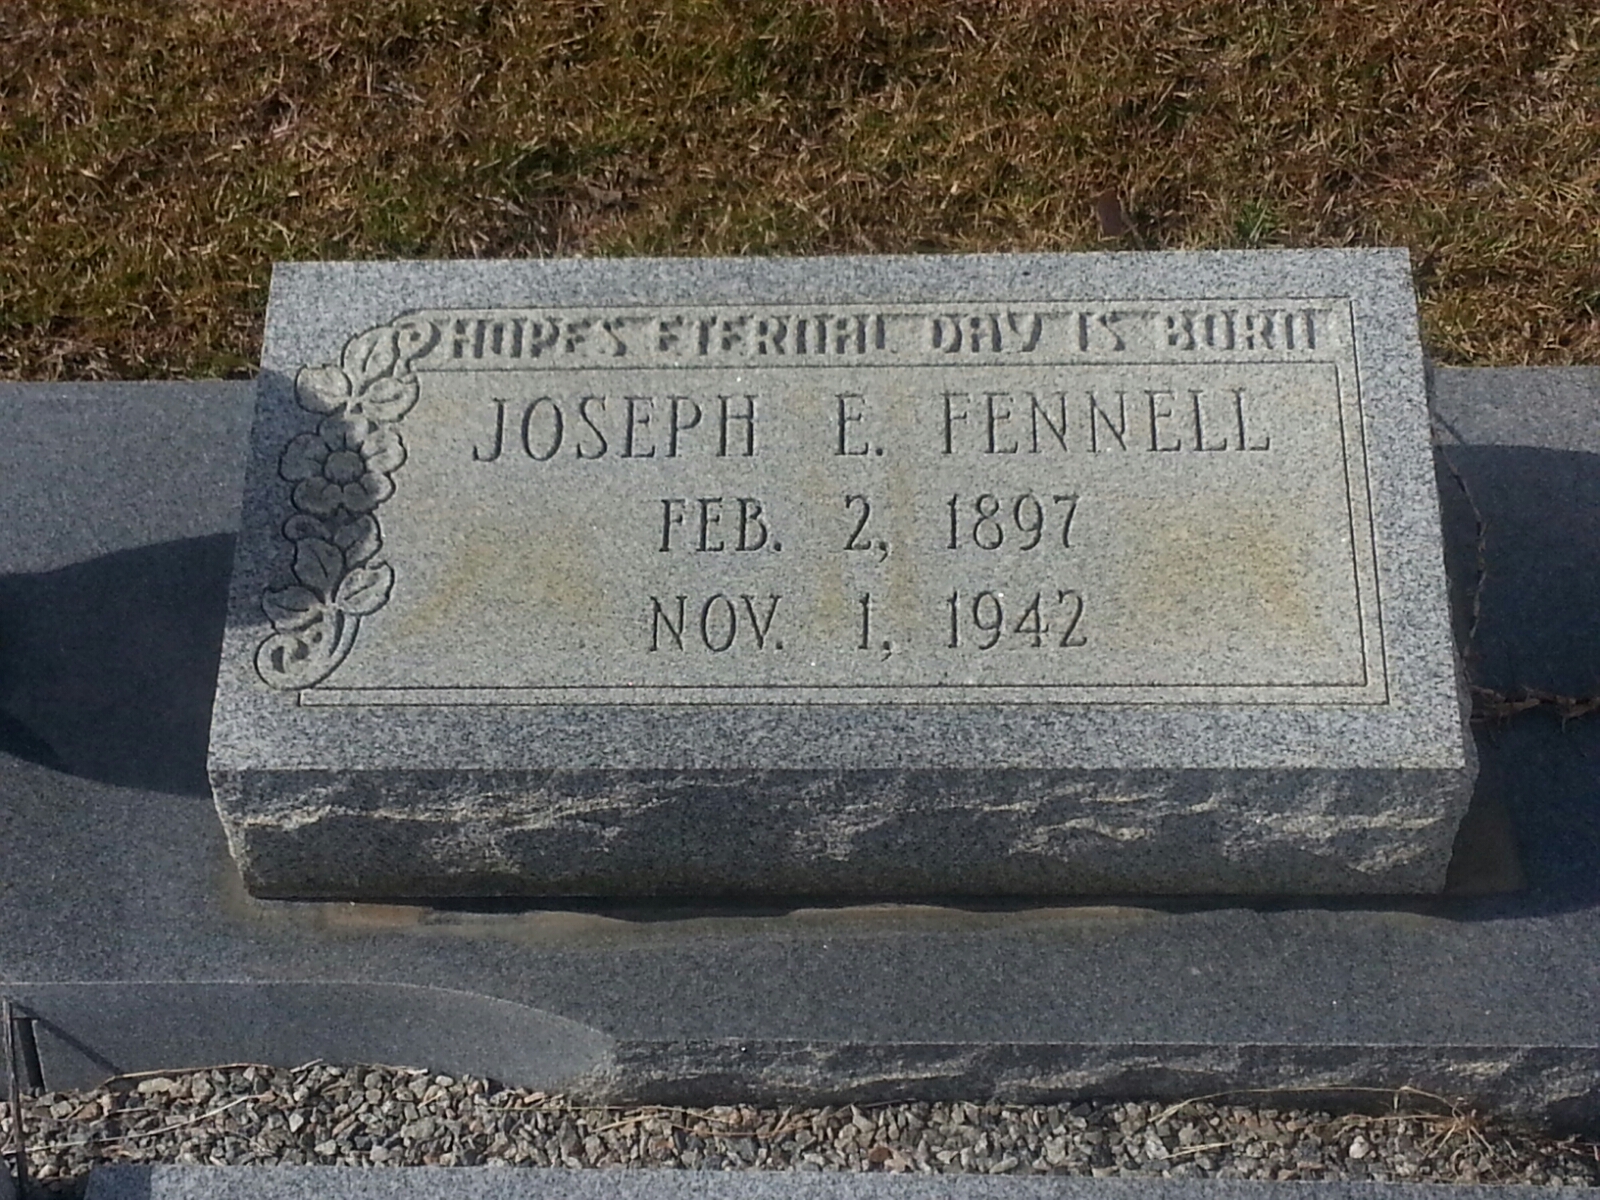 HOPES ETERNAL DAY IS BORN
JOSEPH E. FENNELL
FEB. 2, 1897
NOV. 1, 1942